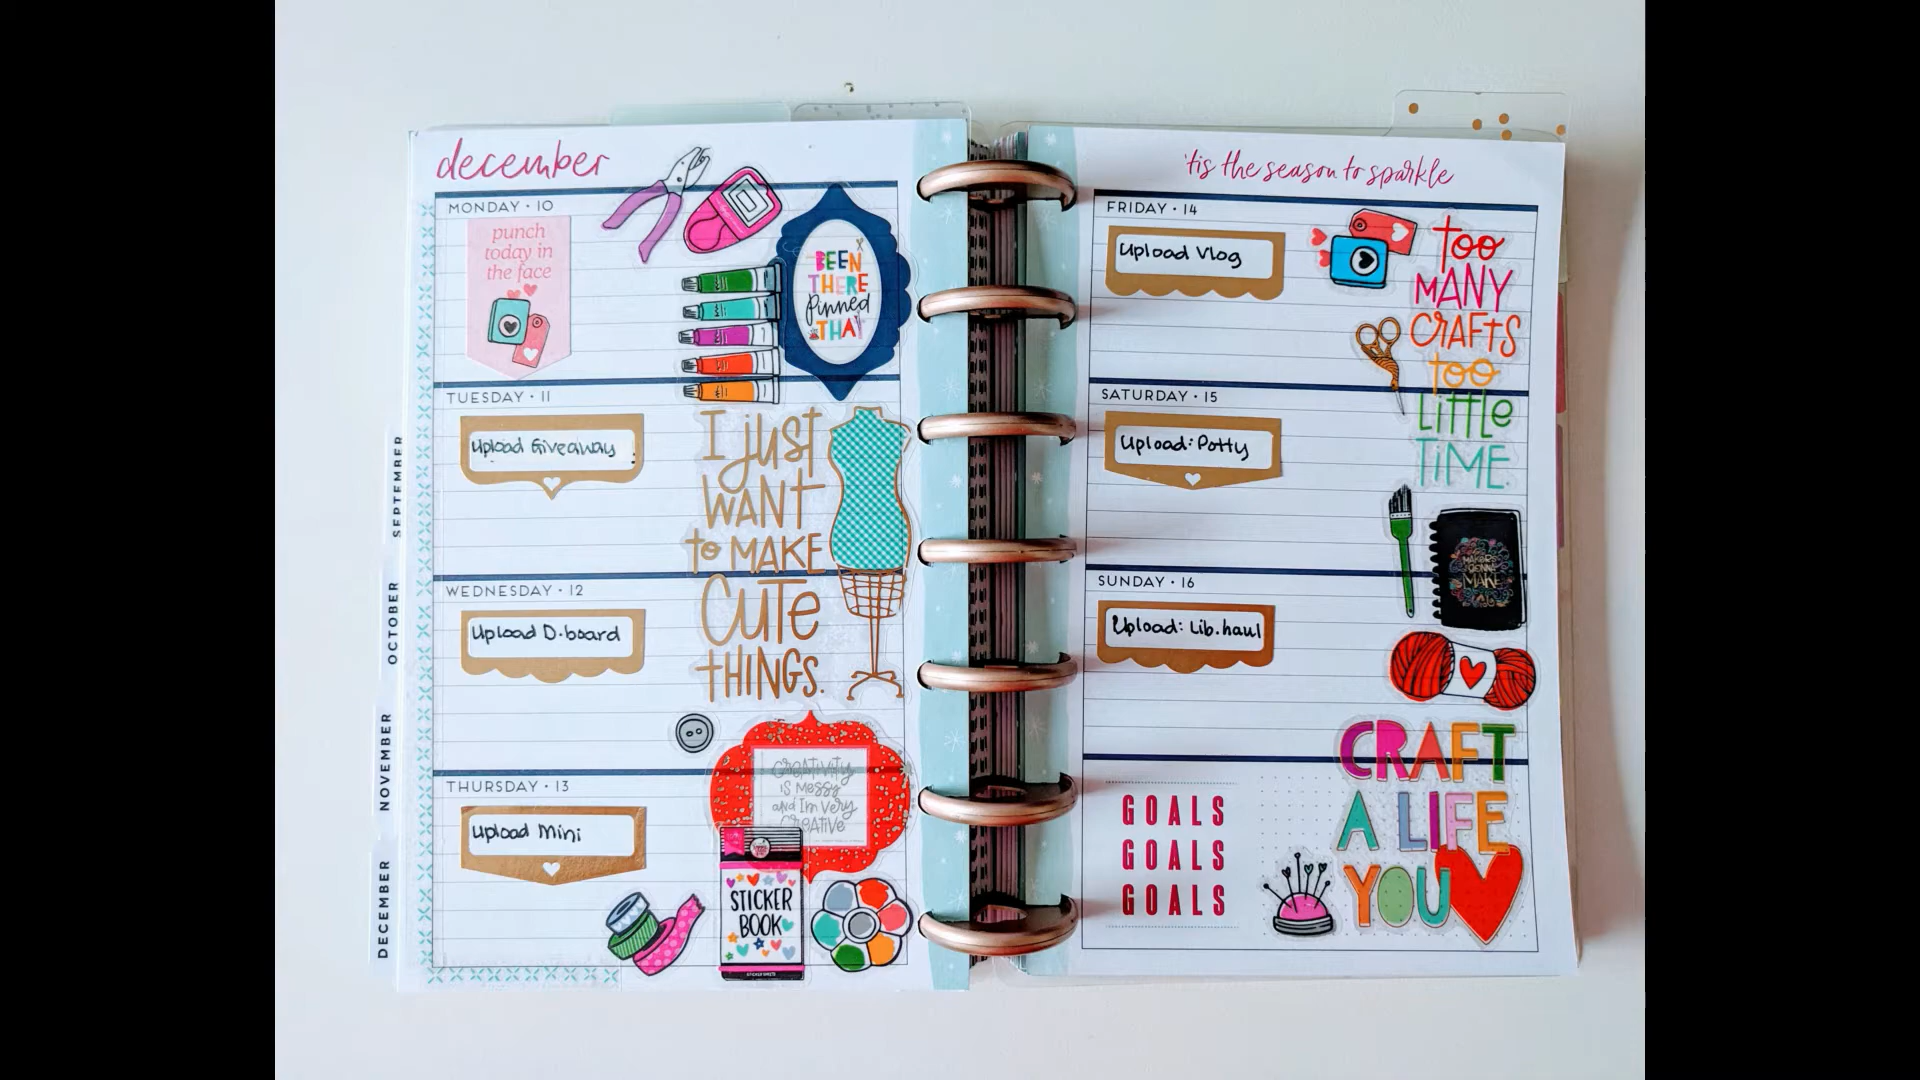 december
MONDAY • 10
punch
today in
the face
BEEN
THERE
Pinned
THAT
TUESDAY • 11
Upload Giveaway !
I just
WANT
to MAKE
CUTE
THINGS.
WEDNESDAY • 12
Upload D.board
THURSDAY • 13
Upload Mini
CREATIVITY
IS MESSY
and I'm VERY
CREATIVE
STICKER
BOOK
SEPTEMBER
OCTOBER
NOVEMBER
DECEMBER
'tis the season to sparkle
FRIDAY • 14
Upload Vlog
too
MANY
CRAFTS
too
Little
TIME.
SATURDAY • 15
Upload: Potty
MAKE
SUNDAY • 16
Upload: Lib.haul
GOALS
GOALS
GOALS
CRAFT
A LIFE
YOU